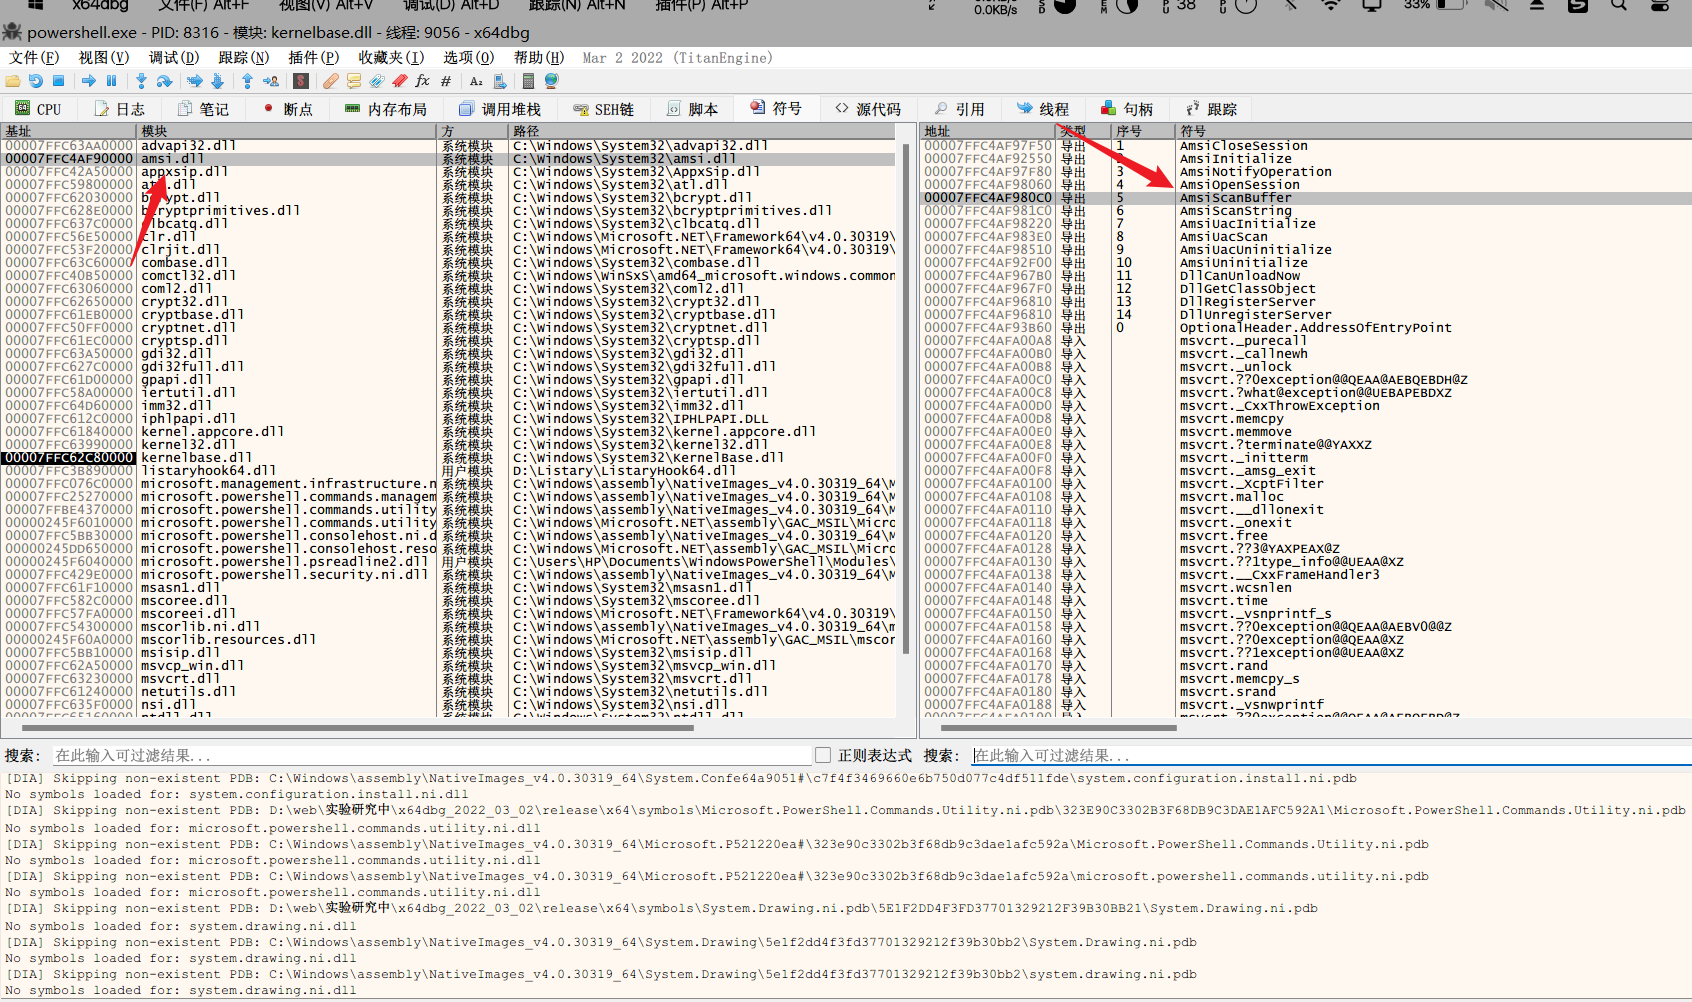 x64dbg 文件(F) Alt+F 视图(V) Alt+V 调试(D) Alt+D 跟踪(N) Alt+N 插件(P) Alt+P 0.0KB/s 38 33%
powershell.exe - PID: 8316 - 模块: kernelbase.dll - 线程: 9056 - x64dbg
文件(F) 视图(V) 调试(D) 跟踪(N) 插件(P) 收藏夹(I) 选项(O) 帮助(H) Mar 2 2022 (TitanEngine)
CPU 日志 笔记 断点 内存布局 调用堆栈 SEH链 脚本 符号 源代码 引用 线程 句柄 跟踪
基址 模块 方 路径
00007FFC63AA0000 advapi32.dll 系统模块 C:\Windows\System32\advapi32.dll
00007FFC4AF90000 amsi.dll 系统模块 C:\Windows\System32\amsi.dll
00007FFC42A50000 appxsip.dll 系统模块 C:\Windows\System32\AppxSip.dll
00007FFC59800000 atl.dll 系统模块 C:\Windows\System32\atl.dll
00007FFC62030000 bcrypt.dll 系统模块 C:\Windows\System32\bcrypt.dll
00007FFC628E0000 bcryptprimitives.dll 系统模块 C:\Windows\System32\bcryptprimitives.dll
00007FFC637C0000 clbcatq.dll 系统模块 C:\Windows\System32\clbcatq.dll
00007FFC56E50000 clr.dll 系统模块 C:\Windows\Microsoft.NET\Framework64\v4.0.30319\
00007FFC53F20000 clrjit.dll 系统模块 C:\Windows\Microsoft.NET\Framework64\v4.0.30319\
00007FFC63C60000 combase.dll 系统模块 C:\Windows\System32\combase.dll
00007FFC40B50000 comctl32.dll 系统模块 C:\Windows\WinSxS\amd64_microsoft.windows.common
00007FFC63060000 coml2.dll 系统模块 C:\Windows\System32\coml2.dll
00007FFC62650000 crypt32.dll 系统模块 C:\Windows\System32\crypt32.dll
00007FFC61EB0000 cryptbase.dll 系统模块 C:\Windows\System32\cryptbase.dll
00007FFC50FF0000 cryptnet.dll 系统模块 C:\Windows\System32\cryptnet.dll
00007FFC61EC0000 cryptsp.dll 系统模块 C:\Windows\System32\cryptsp.dll
00007FFC63A50000 gdi32.dll 系统模块 C:\Windows\System32\gdi32.dll
00007FFC627C0000 gdi32full.dll 系统模块 C:\Windows\System32\gdi32full.dll
00007FFC61D00000 gpapi.dll 系统模块 C:\Windows\System32\gpapi.dll
00007FFC58A00000 iertutil.dll 系统模块 C:\Windows\System32\iertutil.dll
00007FFC64D60000 imm32.dll 系统模块 C:\Windows\System32\imm32.dll
00007FFC612C0000 iphlpapi.dll 系统模块 C:\Windows\System32\IPHLPAPI.DLL
00007FFC61840000 kernel.appcore.dll 系统模块 C:\Windows\System32\kernel.appcore.dll
00007FFC63990000 kernel32.dll 系统模块 C:\Windows\System32\kernel32.dll
00007FFC62C80000 kernelbase.dll 系统模块 C:\Windows\System32\KernelBase.dll
00007FFC3B890000 listaryhook64.dll 用户模块 D:\Listary\ListaryHook64.dll
00007FFC076C0000 microsoft.management.infrastructure.n 系统模块 C:\Windows\assembly\NativeImages_v4.0.30319_64\M
00007FFC25270000 microsoft.powershell.commands.managem 系统模块 C:\Windows\assembly\NativeImages_v4.0.30319_64\M
00007FFBE4370000 microsoft.powershell.commands.utility 系统模块 C:\Windows\assembly\NativeImages_v4.0.30319_64\M
00000245F6010000 microsoft.powershell.commands.utility 系统模块 C:\Windows\Microsoft.NET\assembly\GAC_MSIL\Micro
00007FFC5BB30000 microsoft.powershell.consolehost.ni.d 系统模块 C:\Windows\assembly\NativeImages_v4.0.30319_64\M
00000245DD650000 microsoft.powershell.consolehost.reso 系统模块 C:\Windows\Microsoft.NET\assembly\GAC_MSIL\Micro
00000245F6040000 microsoft.powershell.psreadline2.dll 用户模块 C:\Users\HP\Documents\WindowsPowerShell\Modules\
00007FFC429E0000 microsoft.powershell.security.ni.dll 系统模块 C:\Windows\assembly\NativeImages_v4.0.30319_64\M
00007FFC61F10000 msasn1.dll 系统模块 C:\Windows\System32\msasn1.dll
00007FFC582C0000 mscoree.dll 系统模块 C:\Windows\System32\mscoree.dll
00007FFC57FA0000 mscoreei.dll 系统模块 C:\Windows\Microsoft.NET\Framework64\v4.0.30319\
00007FFC54300000 mscorlib.ni.dll 系统模块 C:\Windows\assembly\NativeImages_v4.0.30319_64\m
00000245F60A0000 mscorlib.resources.dll 系统模块 C:\Windows\Microsoft.NET\assembly\GAC_MSIL\mscor
00007FFC5BB10000 msisip.dll 系统模块 C:\Windows\System32\msisip.dll
00007FFC62A50000 msvcp_win.dll 系统模块 C:\Windows\System32\msvcp_win.dll
00007FFC63230000 msvcrt.dll 系统模块 C:\Windows\System32\msvcrt.dll
00007FFC61240000 netutils.dll 系统模块 C:\Windows\System32\netutils.dll
00007FFC635F0000 nsi.dll 系统模块 C:\Windows\System32\nsi.dll
00007FFC65160000 ntdll.dll 系统模块 C:\Windows\System32\ntdll.dll
地址 类型 序号 符号
00007FFC4AF97F50 导出 1 AmsiCloseSession
00007FFC4AF92550 导出 AmsiInitialize
00007FFC4AF97F80 导出 3 AmsiNotifyOperation
00007FFC4AF98060 导出 4 AmsiOpenSession
00007FFC4AF980C0 导出 5 AmsiScanBuffer
00007FFC4AF981C0 导出 6 AmsiScanString
00007FFC4AF98220 导出 7 AmsiUacInitialize
00007FFC4AF983E0 导出 8 AmsiUacScan
00007FFC4AF98510 导出 9 AmsiUacUninitialize
00007FFC4AF92F00 导出 10 AmsiUninitialize
00007FFC4AF967B0 导出 11 DllCanUnloadNow
00007FFC4AF967F0 导出 12 DllGetClassObject
00007FFC4AF96810 导出 13 DllRegisterServer
00007FFC4AF96810 导出 14 DllUnregisterServer
00007FFC4AF93B60 导出 0 OptionalHeader.AddressOfEntryPoint
00007FFC4AFA00A8 导入 msvcrt._purecall
00007FFC4AFA00B0 导入 msvcrt._callnewh
00007FFC4AFA00B8 导入 msvcrt._unlock
00007FFC4AFA00C0 导入 msvcrt.??0exception@@QEAA@AEBQEBDH@Z
00007FFC4AFA00C8 导入 msvcrt.?what@exception@@UEBAPEBDXZ
00007FFC4AFA00D0 导入 msvcrt._CxxThrowException
00007FFC4AFA00D8 导入 msvcrt.memcpy
00007FFC4AFA00E0 导入 msvcrt.memmove
00007FFC4AFA00E8 导入 msvcrt.?terminate@@YAXXZ
00007FFC4AFA00F0 导入 msvcrt._initterm
00007FFC4AFA00F8 导入 msvcrt._amsg_exit
00007FFC4AFA0100 导入 msvcrt._XcptFilter
00007FFC4AFA0108 导入 msvcrt.malloc
00007FFC4AFA0110 导入 msvcrt.__dllonexit
00007FFC4AFA0118 导入 msvcrt._onexit
00007FFC4AFA0120 导入 msvcrt.free
00007FFC4AFA0128 导入 msvcrt.??3@YAXPEAX@Z
00007FFC4AFA0130 导入 msvcrt.??1type_info@@UEAA@XZ
00007FFC4AFA0138 导入 msvcrt.__CxxFrameHandler3
00007FFC4AFA0140 导入 msvcrt.wcsnlen
00007FFC4AFA0148 导入 msvcrt.time
00007FFC4AFA0150 导入 msvcrt._vsnprintf_s
00007FFC4AFA0158 导入 msvcrt.??0exception@@QEAA@AEBV0@@Z
00007FFC4AFA0160 导入 msvcrt.??0exception@@QEAA@XZ
00007FFC4AFA0168 导入 msvcrt.??1exception@@UEAA@XZ
00007FFC4AFA0170 导入 msvcrt.rand
00007FFC4AFA0178 导入 msvcrt.memcpy_s
00007FFC4AFA0180 导入 msvcrt.srand
00007FFC4AFA0188 导入 msvcrt._vsnwprintf
00007FFC4AFA0190 导入 msvcrt.??0exception@@QEAA@AEBQEBD@Z
搜索: 在此输入可过滤结果... 正则表达式 搜索: 在此输入可过滤结果...
[DIA] Skipping non-existent PDB: C:\Windows\assembly\NativeImages_v4.0.30319_64\System.Confe64a9051#\c7f4f3469660e6b750d077c4df511fde\system.configuration.install.ni.pdb
No symbols loaded for: system.configuration.install.ni.dll
[DIA] Skipping non-existent PDB: D:\web\实验研究中\x64dbg_2022_03_02\release\x64\symbols\Microsoft.PowerShell.Commands.Utility.ni.pdb\323E90C3302B3F68DB9C3DAE1AFC592A1\Microsoft.PowerShell.Commands.Utility.ni.pdb
No symbols loaded for: microsoft.powershell.commands.utility.ni.dll
[DIA] Skipping non-existent PDB: C:\Windows\assembly\NativeImages_v4.0.30319_64\Microsoft.P521220ea#\323e90c3302b3f68db9c3dae1afc592a\Microsoft.PowerShell.Commands.Utility.ni.pdb
No symbols loaded for: microsoft.powershell.commands.utility.ni.dll
[DIA] Skipping non-existent PDB: C:\Windows\assembly\NativeImages_v4.0.30319_64\Microsoft.P521220ea#\323e90c3302b3f68db9c3dae1afc592a\microsoft.powershell.commands.utility.ni.pdb
No symbols loaded for: microsoft.powershell.commands.utility.ni.dll
[DIA] Skipping non-existent PDB: D:\web\实验研究中\x64dbg_2022_03_02\release\x64\symbols\System.Drawing.ni.pdb\5E1F2DD4F3FD37701329212F39B30BB21\System.Drawing.ni.pdb
No symbols loaded for: system.drawing.ni.dll
[DIA] Skipping non-existent PDB: C:\Windows\assembly\NativeImages_v4.0.30319_64\System.Drawing\5e1f2dd4f3fd37701329212f39b30bb2\System.Drawing.ni.pdb
No symbols loaded for: system.drawing.ni.dll
[DIA] Skipping non-existent PDB: C:\Windows\assembly\NativeImages_v4.0.30319_64\System.Drawing\5e1f2dd4f3fd37701329212f39b30bb2\system.drawing.ni.pdb
No symbols loaded for: system.drawing.ni.dll